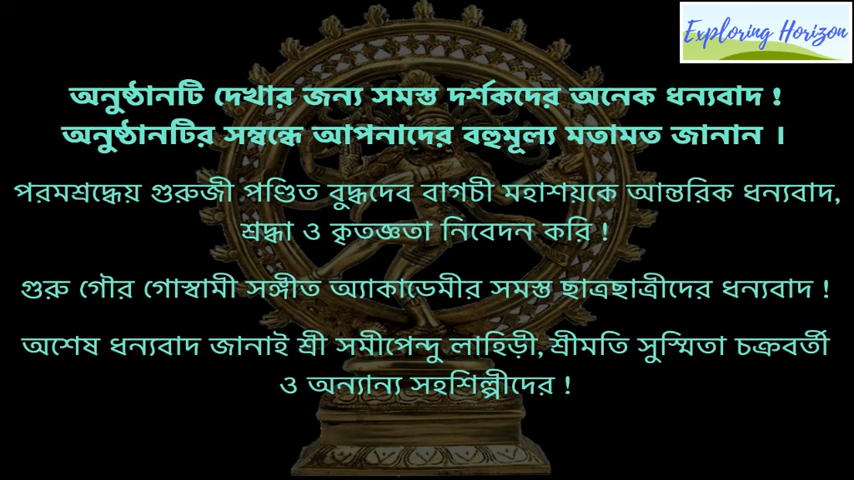 Exploring Horizon
অনুষ্ঠানটি দেখার জন্য সমস্ত দর্শকদের অনেক ধন্যবাদ !
অনুষ্ঠানটির সম্বন্ধে আপনাদের বহুমূল্য মতামত জানান ।
পরমশ্রদ্ধেয় গুরুজী পণ্ডিত বুদ্ধদেব বাগচী মহাশয়কে আন্তরিক ধন্যবাদ,
শ্রদ্ধা ও কৃতজ্ঞতা নিবেদন করি !
গুরু গৌর গোস্বামী সঙ্গীত অ্যাকাডেমীর সমস্ত ছাত্রছাত্রীদের ধন্যবাদ !
অশেষ ধন্যবাদ জানাই শ্রী সমীপেন্দু লাহিড়ী, শ্রীমতি সুস্মিতা চক্রবর্তী
ও অন্যান্য সহশিল্পীদের !